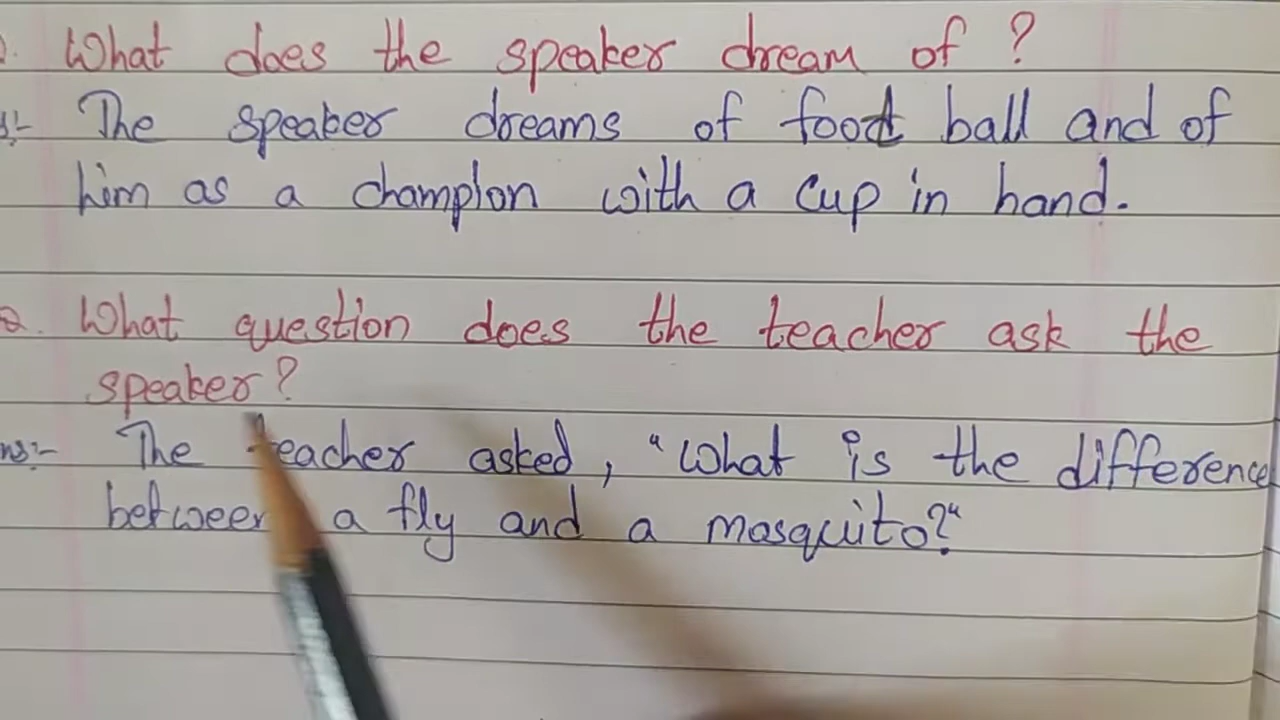 What does the speaker dream of ?
The speaker dreams of foot ball and of
him as a champion with a cup in hand.
Q. What question does the teacher ask the
speaker?
ns:- The teacher asked, "What is the difference
between a fly and a mosquito?"